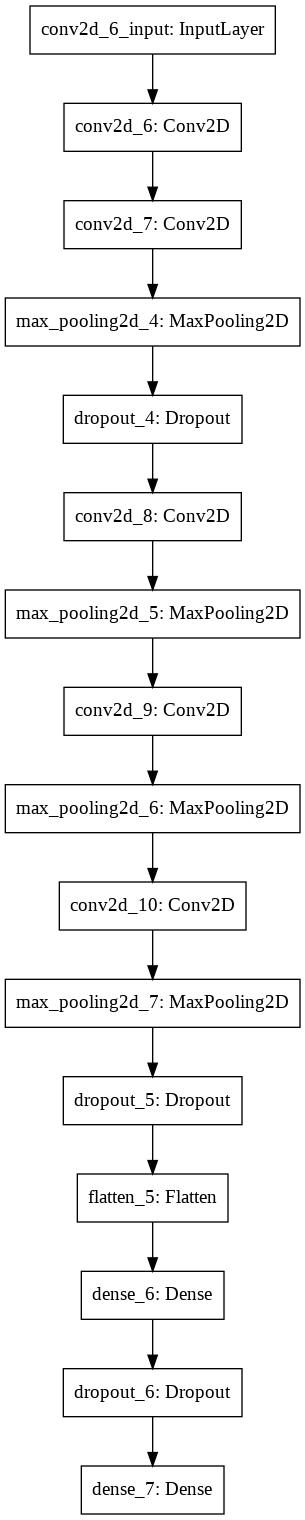 conv2d_6_input: InputLayer
conv2d_6: Conv2D
conv2d_7: Conv2D
max_pooling2d_4: MaxPooling2D
dropout_4: Dropout
conv2d_8: Conv2D
max_pooling2d_5: MaxPooling2D
conv2d_9: Conv2D
max_pooling2d_6: MaxPooling2D
conv2d_10: Conv2D
max_pooling2d_7: MaxPooling2D
dropout_5: Dropout
flatten_5: Flatten
dense_6: Dense
dropout_6: Dropout
dense_7: Dense